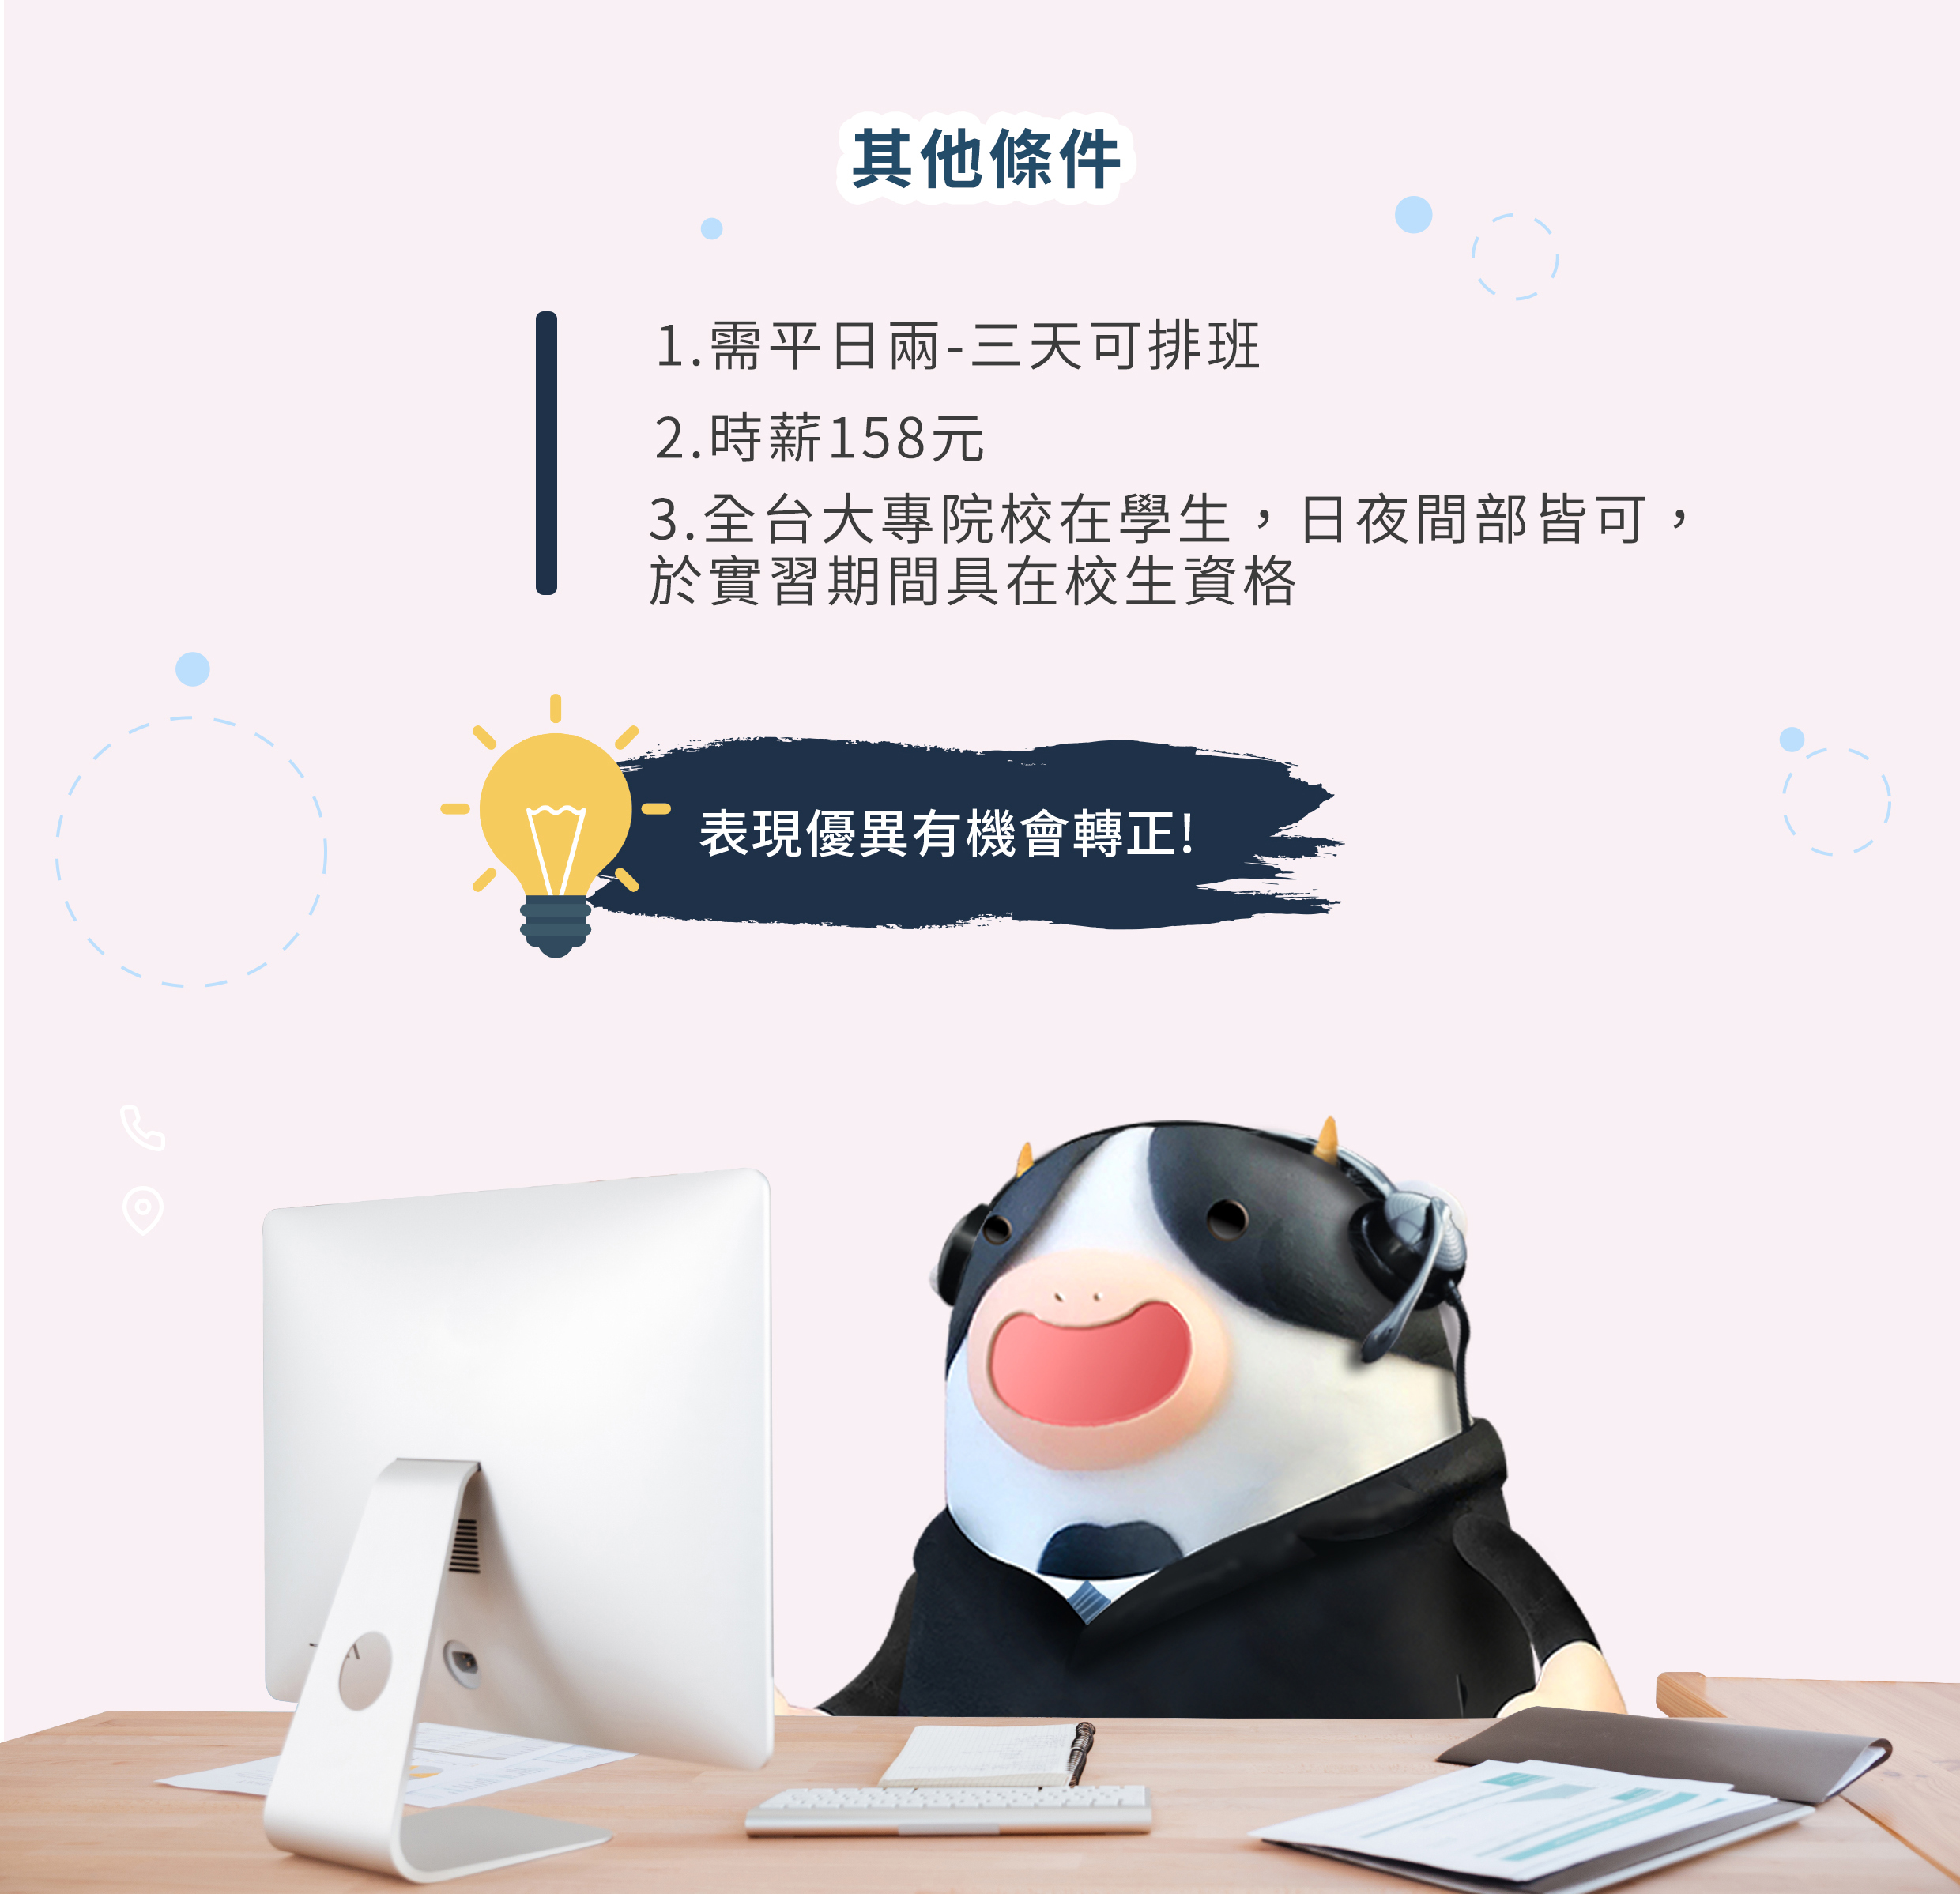 其他條件
1.需平日兩-三天可排班
2.時薪158元
3.全台大專院校在學生，日夜間部皆可，
於實習期間具在校生資格
表現優異有機會轉正!